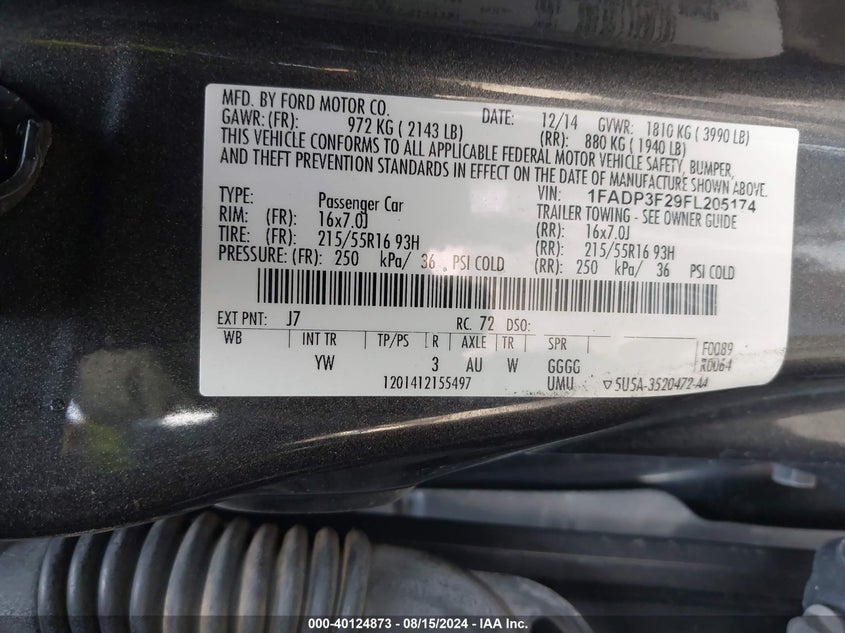 MFD. BY FORD MOTOR CO. DATE: 12/14 GVWR: 1810 KG ( 3990 LB)
GAWR: (FR): 972 KG ( 2143 LB) (RR): 880 KG ( 1940 LB)
THIS VEHICLE CONFORMS TO ALL APPLICABLE FEDERAL MOTOR VEHICLE SAFETY, BUMPER,
AND THEFT PREVENTION STANDARDS IN EFFECT ON THE DATE OF MANUFACTURE SHOWN ABOVE.
VIN: 1FADP3F29FL205174
TYPE: Passenger Car TRAILER TOWING - SEE OWNER GUIDE
RIM: (FR): 16x7.0J (RR): 16x7.0J
TIRE: (FR): 215/55R16 93H (RR): 215/55R16 93H
PRESSURE: (FR): 250 kPa/ 36 PSI COLD (RR): 250 kPa/ 36 PSI COLD
EXT PNT: J7 RC: 72 DSO:
WB INT TR TP/PS R AXLE TR SPR F0089
YW 3 AU W GGGG R0064
1201412155497 UMU ▽5U5A-3520472-AA
000-40124873 - 08/15/2024 - IAA Inc.